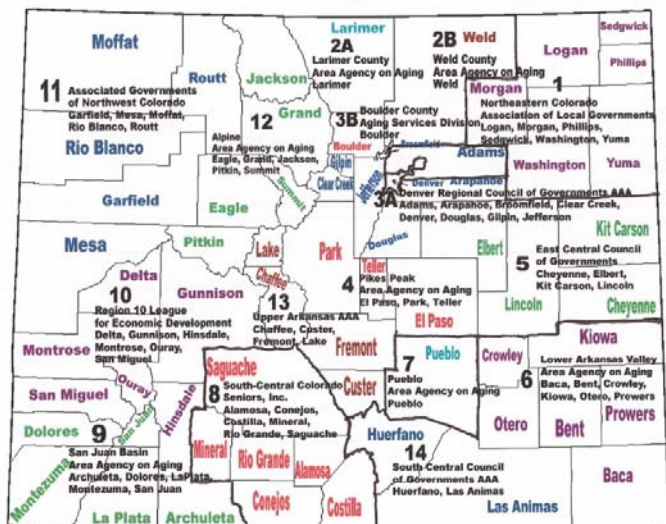 Moffat
Routt
Jackson
Larimer
2A
Larimer County
Area Agency on Aging
Larimer
2B Weld
Weld County
Area Agency on Aging
Weld
Logan
Sedgwick
Phillips
Morgan
1
Northeastern Colorado
Association of Local Governments
Logan, Morgan, Phillips,
Sedgwick, Washington, Yuma
11
Associated Governments
of Northwest Colorado
Garfield, Mesa, Moffat,
Rio Blanco, Routt
Grand
12
Alpine
Area Agency on Aging
Eagle, Grand, Jackson,
Pitkin, Summit
3B
Boulder County
Aging Services Division
Boulder
Boulder
Broomfield
Gilpin
Clear Creek
Jefferson
Adams
Denver
Arapahoe
Washington
Yuma
3A
Denver Regional Council of Governments AAA
Adams, Arapahoe, Broomfield, Clear Creek,
Denver, Douglas, Gilpin, Jefferson
Rio Blanco
Garfield
Eagle
Summit
Mesa
Pitkin
Lake
Park
Douglas
Elbert
Kit Carson
5
East Central Council
of Governments
Cheyenne, Elbert,
Kit Carson, Lincoln
Lincoln
Cheyenne
Delta
Gunnison
Chaffee
Teller
4
Pikes Peak
Area Agency on Aging
El Paso, Park, Teller
El Paso
10
Region 10 League
for Economic Development
Delta, Gunnison, Hinsdale,
Montrose, Ouray,
San Miguel
13
Upper Arkansas AAA
Chaffee, Custer,
Fremont, Lake
Fremont
Custer
Montrose
Ouray
San Miguel
Hinsdale
San Juan
Dolores
Saguache
8
South-Central Colorado
Seniors, Inc.
Alamosa, Conejos,
Costilla, Mineral,
Rio Grande, Saguache
7
Pueblo
Pueblo
Area Agency on Aging
Pueblo
Crowley
Kiowa
6
Lower Arkansas Valley
Area Agency on Aging
Baca, Bent, Crowley,
Kiowa, Otero, Prowers
Otero
Bent
Prowers
9
San Juan Basin
Area Agency on Aging
Archuleta, Dolores, LaPlata,
Montezuma, San Juan
Montezuma
La Plata
Archuleta
Mineral
Rio Grande
Alamosa
Conejos
Costilla
Huerfano
14
South Central Council
of Governments AAA
Huerfano, Las Animas
Las Animas
Baca